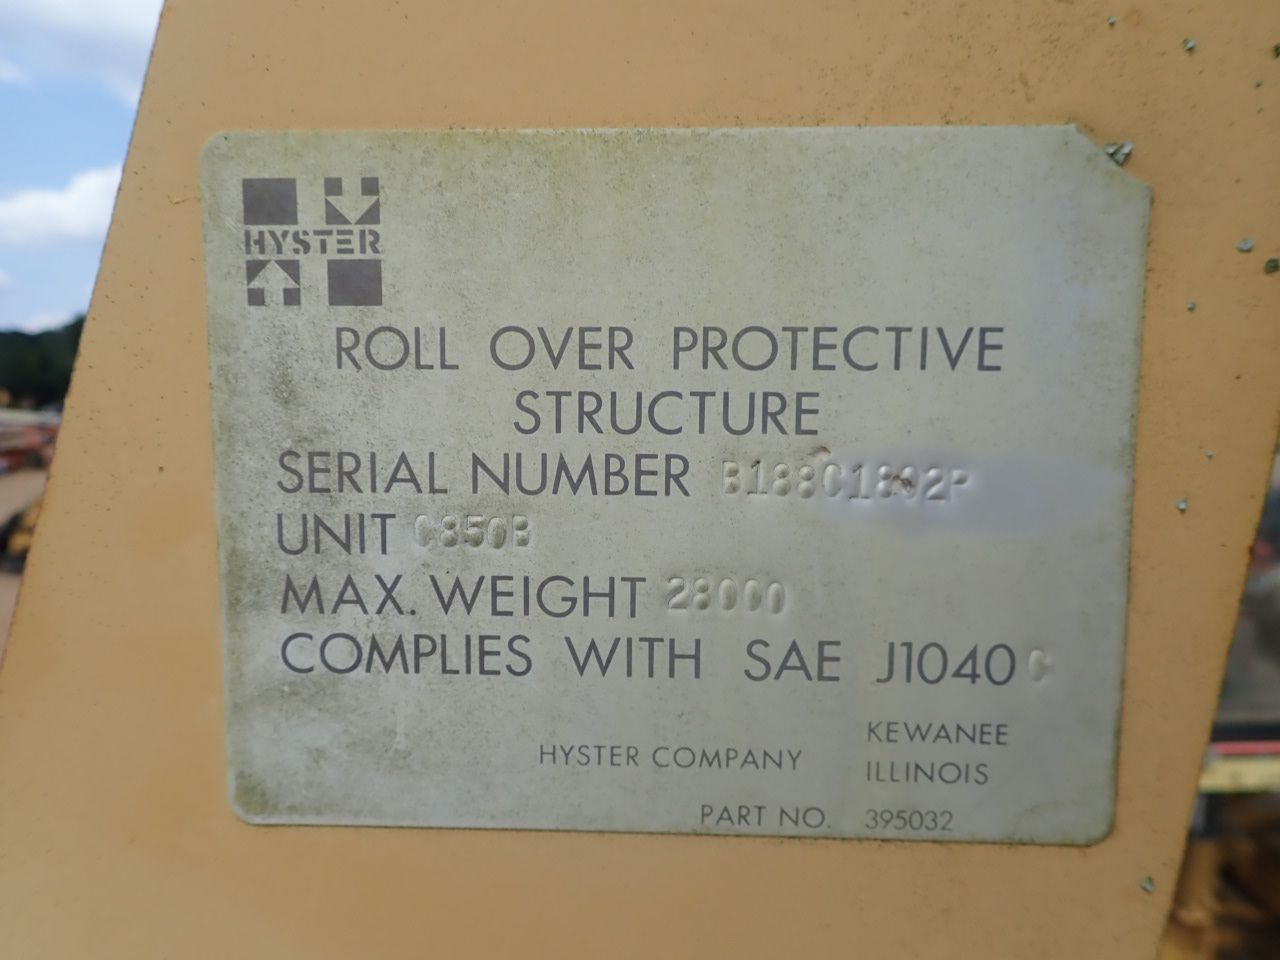 HYSTER
ROLL OVER PROTECTIVE
STRUCTURE
SERIAL NUMBER
UNIT C850B
MAX. WEIGHT 28000
COMPLIES WITH SAE J1040 C
HYSTER COMPANY KEWANEE
ILLINOIS
PART NO. 395032